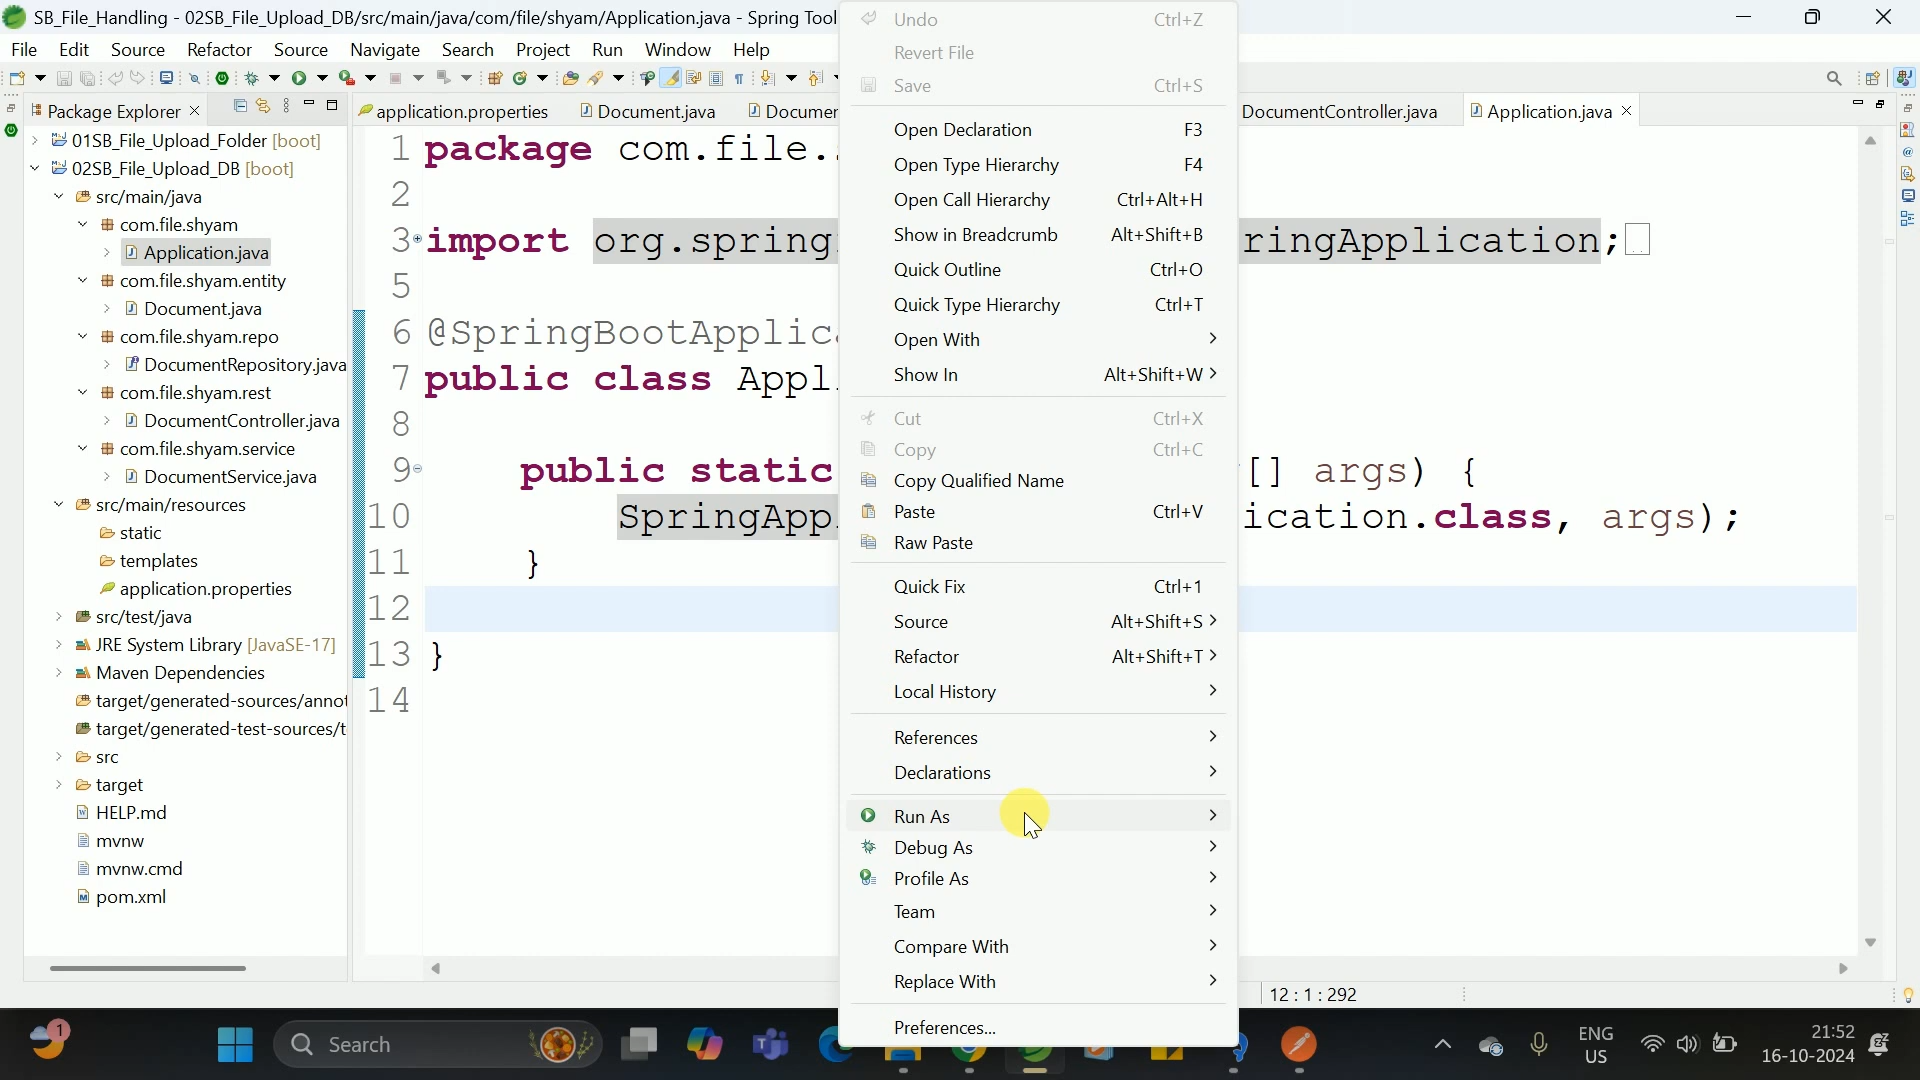 SB_File_Handling - 02SB_File_Upload_DB/src/main/java/com/file/shyam/Application.java - Spring Tool
File Edit Source Refactor Source Navigate Search Project Run Window Help
Package Explorer
01SB_File_Upload_Folder [boot]
02SB_File_Upload_DB [boot]
src/main/java
com.file.shyam
Application.java
com.file.shyam.entity
Document.java
com.file.shyam.repo
DocumentRepository.java
com.file.shyam.rest
DocumentController.java
com.file.shyam.service
DocumentService.java
src/main/resources
static
templates
application.properties
src/test/java
JRE System Library [JavaSE-17]
Maven Dependencies
target/generated-sources/annot
target/generated-test-sources/t
src
target
HELP.md
mvnw
mvnw.cmd
pom.xml
application.properties Document.java Documen DocumentController.java Application.java
1 package com.file.
2
3 import org.spring ringApplication;
5
6 @SpringBootApplic
7 public class Appl
8
9 public static [] args) {
10 SpringApp ication.class, args);
11 }
12
13 }
14
Undo Ctrl+Z
Revert File
Save Ctrl+S
Open Declaration F3
Open Type Hierarchy F4
Open Call Hierarchy Ctrl+Alt+H
Show in Breadcrumb Alt+Shift+B
Quick Outline Ctrl+O
Quick Type Hierarchy Ctrl+T
Open With
Show In Alt+Shift+W
Cut Ctrl+X
Copy Ctrl+C
Copy Qualified Name
Paste Ctrl+V
Raw Paste
Quick Fix Ctrl+1
Source Alt+Shift+S
Refactor Alt+Shift+T
Local History
References
Declarations
Run As
Debug As
Profile As
Team
Compare With
Replace With
Preferences...
12 : 1 : 292
1
Search
ENG
US
21:52
16-10-2024